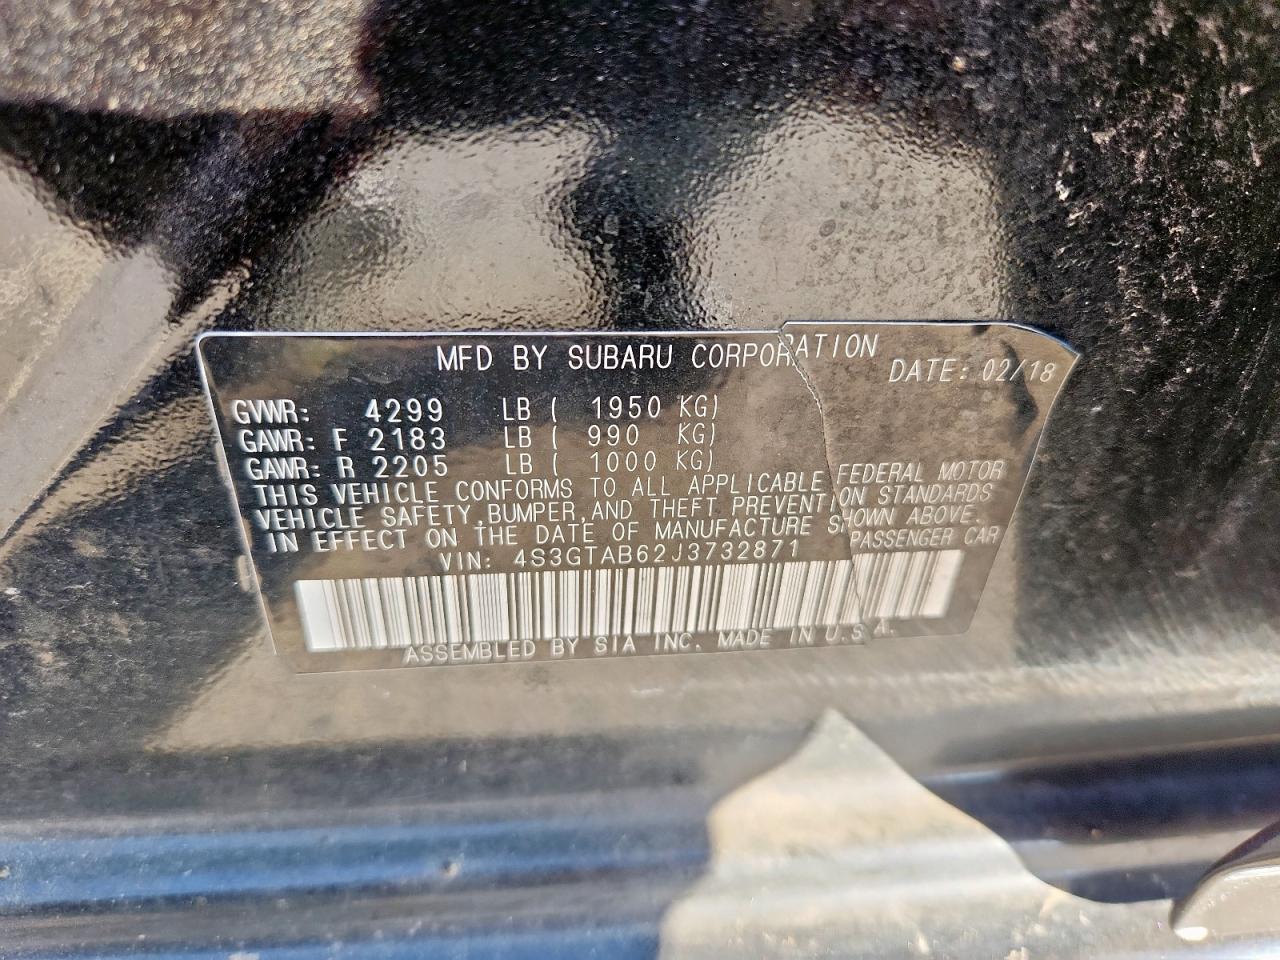 MFD BY SUBARU CORPORATION DATE: 02/18
GVWR: 4299 LB ( 1950 KG)
GAWR: F 2183 LB ( 990 KG)
GAWR: R 2205 LB ( 1000 KG)
THIS VEHICLE CONFORMS TO ALL APPLICABLE FEDERAL MOTOR
VEHICLE SAFETY, BUMPER, AND THEFT PREVENTION STANDARDS
IN EFFECT ON THE DATE OF MANUFACTURE SHOWN ABOVE.
VIN: 4S3GTAB62J3732871 PASSENGER CAR
ASSEMBLED BY SIA INC. MADE IN U.S.A.